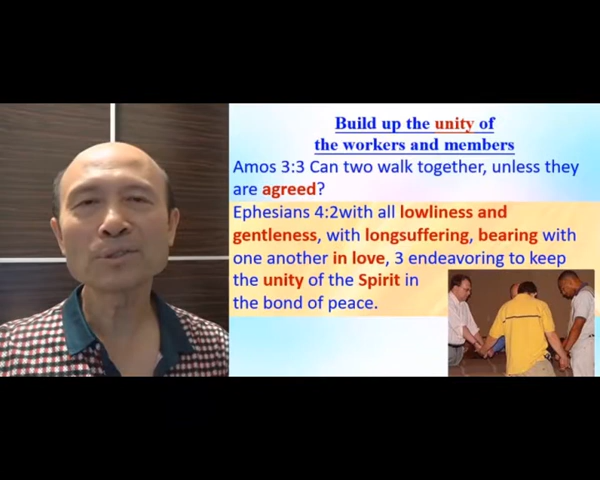 Build up the unity of
the workers and members
Amos 3:3 Can two walk together, unless they
are agreed?
Ephesians 4:2with all lowliness and
gentleness, with longsuffering, bearing with
one another in love, 3 endeavoring to keep
the unity of the Spirit in
the bond of peace.